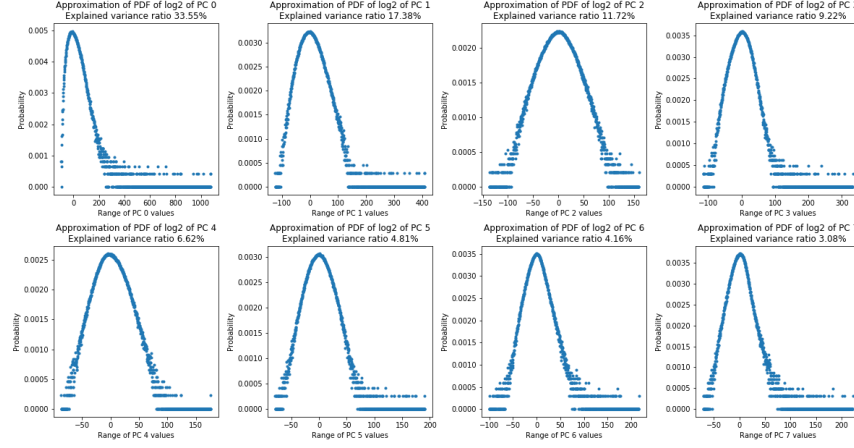 Approximation of PDF of log2 of PC 0
Explained variance ratio 33.55%
0.005
0.004
0.003
0.002
0.001
0.000
Probability
0 200 400 600 800 1000
Range of PC 0 values
Approximation of PDF of log2 of PC 1
Explained variance ratio 17.38%
0.0030
0.0025
0.0020
0.0015
0.0010
0.0005
0.0000
Probability
−100 0 100 200 300 400
Range of PC 1 values
Approximation of PDF of log2 of PC 2
Explained variance ratio 11.72%
0.0020
0.0015
0.0010
0.0005
0.0000
Probability
−150 −100 −50 0 50 100 150
Range of PC 2 values
Approximation of PDF of log2 of PC
Explained variance ratio 9.22%
0.0035
0.0030
0.0025
0.0020
0.0015
0.0010
0.0005
0.0000
Probability
−100 0 100 200 300
Range of PC 3 values
Approximation of PDF of log2 of PC 4
Explained variance ratio 6.62%
0.0025
0.0020
0.0015
0.0010
0.0005
0.0000
Probability
−50 0 50 100 150
Range of PC 4 values
Approximation of PDF of log2 of PC 5
Explained variance ratio 4.81%
0.0030
0.0025
0.0020
0.0015
0.0010
0.0005
0.0000
Probability
−50 0 50 100 150 200
Range of PC 5 values
Approximation of PDF of log2 of PC 6
Explained variance ratio 4.16%
0.0035
0.0030
0.0025
0.0020
0.0015
0.0010
0.0005
0.0000
Probability
−100 −50 0 50 100 150 200
Range of PC 6 values
Approximation of PDF of log2 of PC
Explained variance ratio 3.08%
0.0035
0.0030
0.0025
0.0020
0.0015
0.0010
0.0005
0.0000
Probability
−50 0 50 100 150 200
Range of PC 7 values